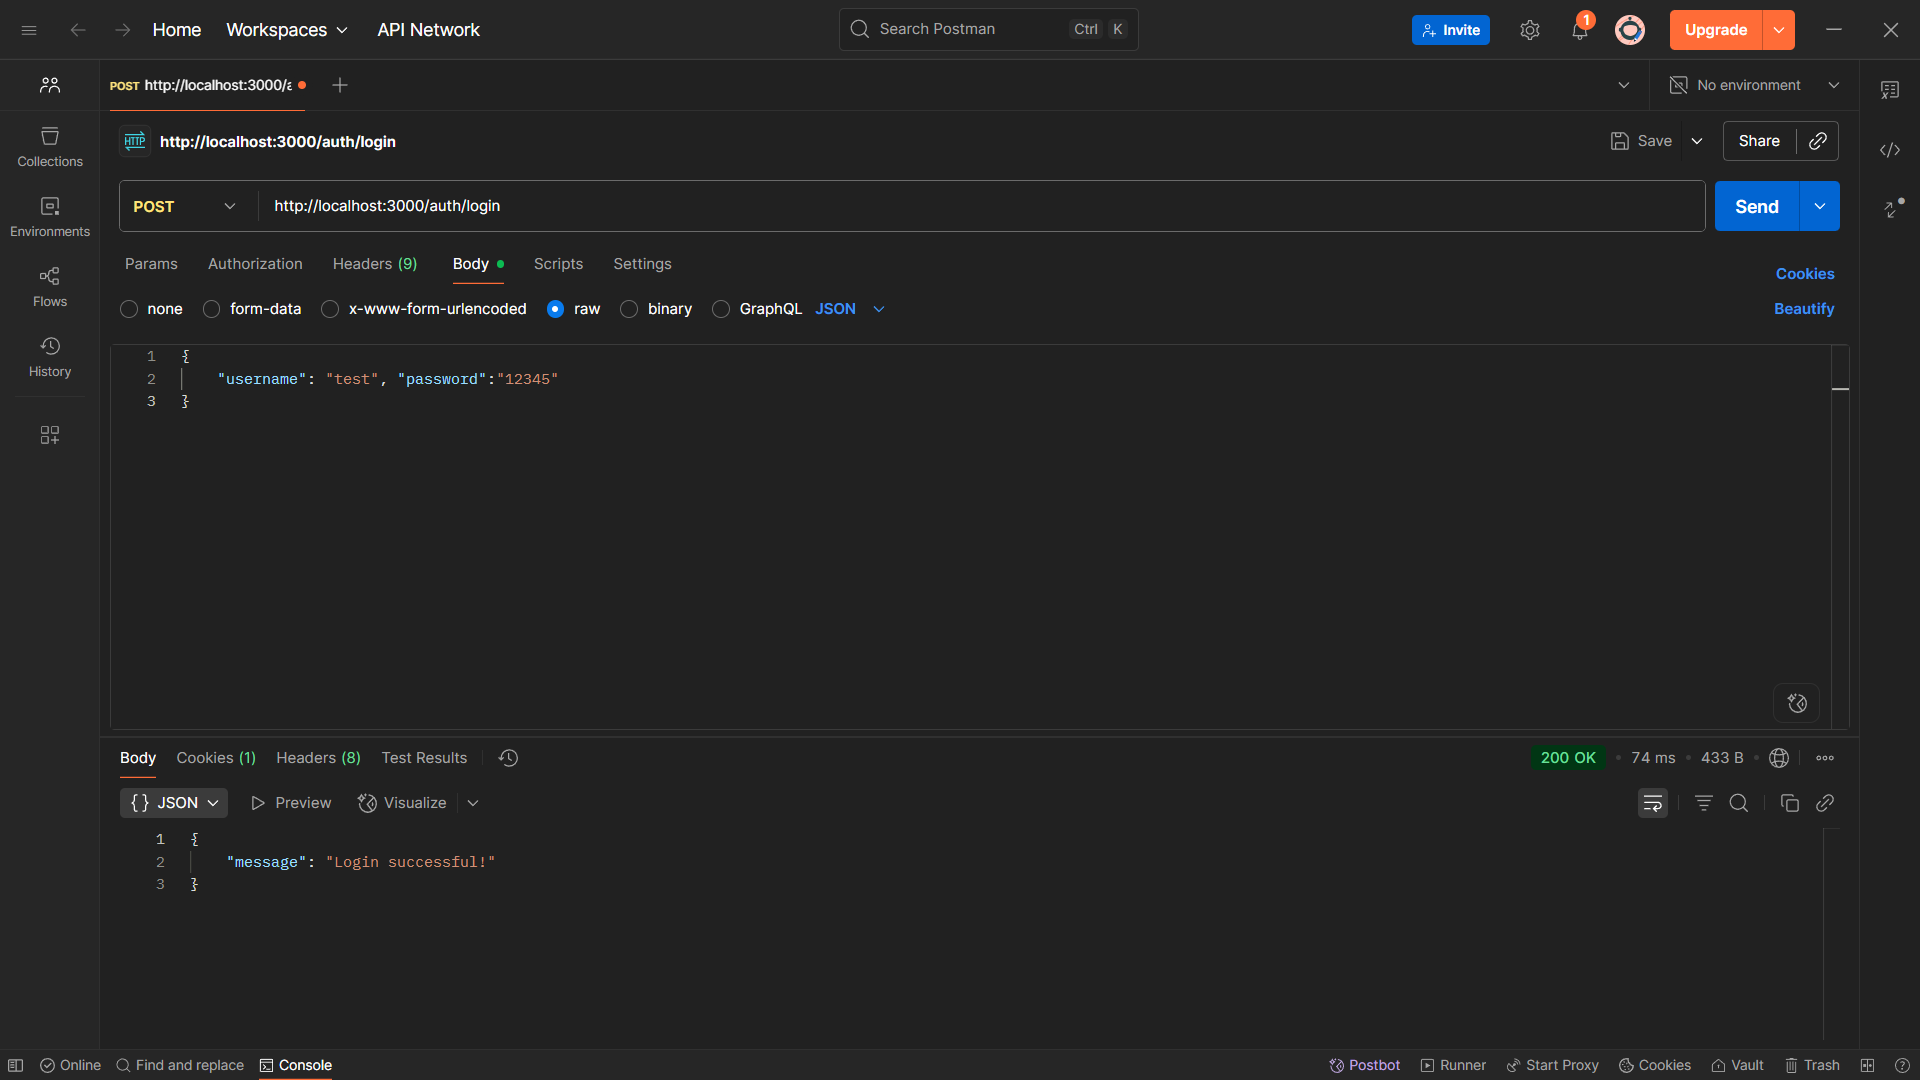 Home Workspaces API Network Search Postman Ctrl K Invite 1 Upgrade
POST http://localhost:3000/a No environment
HTTP http://localhost:3000/auth/login Save Share
Collections
POST http://localhost:3000/auth/login Send
Environments
Params Authorization Headers (9) Body Scripts Settings Cookies
Flows
none form-data x-www-form-urlencoded raw binary GraphQL JSON Beautify
History
1 {
2 "username": "test", "password":"12345"
3 }
Body Cookies (1) Headers (8) Test Results 200 OK • 74 ms • 433 B •
{} JSON Preview Visualize
1 {
2 "message": "Login successful!"
3 }
Online Find and replace Console Postbot Runner Start Proxy Cookies Vault Trash